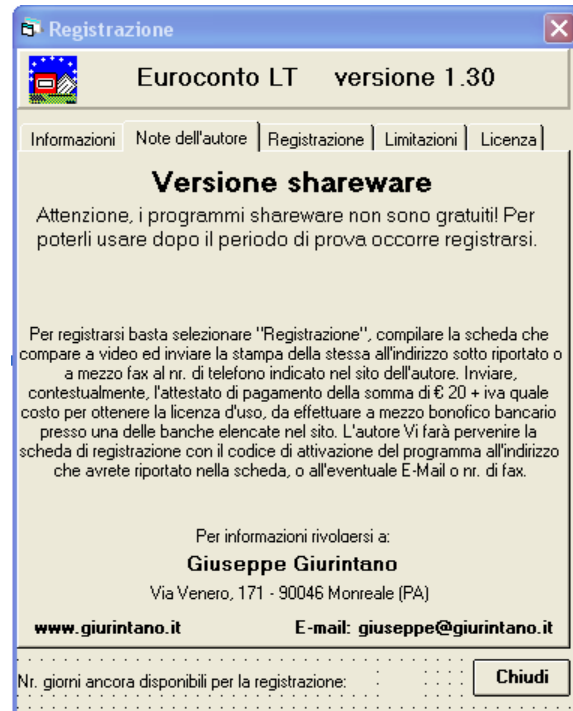 Registrazione
Euroconto LT versione 1.30
Informazioni Note dell'autore Registrazione Limitazioni Licenza
Versione shareware
Attenzione, i programmi shareware non sono gratuiti! Per
poterli usare dopo il periodo di prova occorre registrarsi.
Per registrarsi basta selezionare "Registrazione", compilare la scheda che
compare a video ed inviare la stampa della stessa all'indirizzo sotto riportato o
a mezzo fax al nr. di telefono indicato nel sito dell'autore. Inviare,
contestualmente, l'attestato di pagamento della somma di € 20 + iva quale
costo per ottenere la licenza d'uso, da effettuare a mezzo bonofico bancario
presso una delle banche elencate nel sito. L'autore Vi farà pervenire la
scheda di registrazione con il codice di attivazione del programma all'indirizzo
che avrete riportato nella scheda, o all'eventuale E-Mail o nr. di fax.
Per informazioni rivolgersi a:
Giuseppe Giurintano
Via Venero, 171 - 90046 Monreale (PA)
www.giurintano.it E-mail: giuseppe@giurintano.it
Nr. giorni ancora disponibili per la registrazione: Chiudi